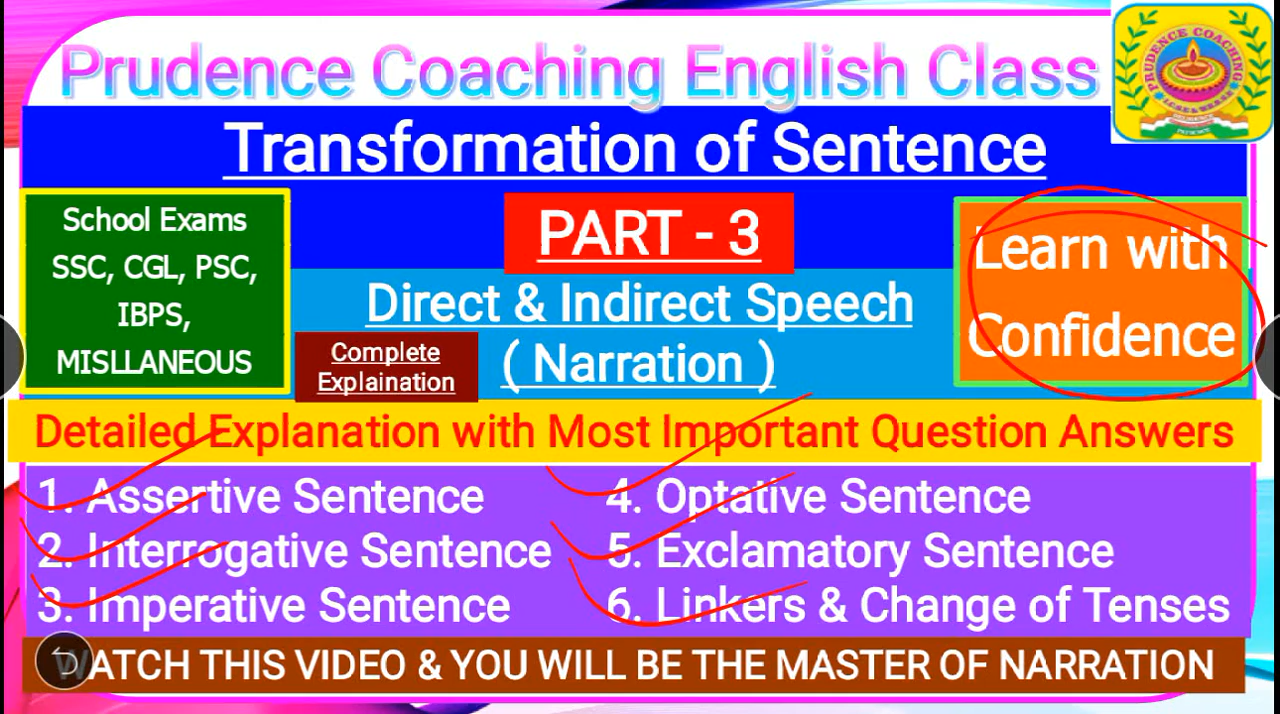 Prudence Coaching English Class
PRUDENCE COACHING
Transformation of Sentence
School Exams
SSC, CGL, PSC,
IBPS,
MISLLANEOUS
PART - 3
Learn with
Confidence
Direct & Indirect Speech
( Narration )
Complete
Explaination
Detailed Explanation with Most Important Question Answers
1. Assertive Sentence
2. Interrogative Sentence
3. Imperative Sentence
4. Optative Sentence
5. Exclamatory Sentence
6. Linkers & Change of Tenses
WATCH THIS VIDEO & YOU WILL BE THE MASTER OF NARRATION